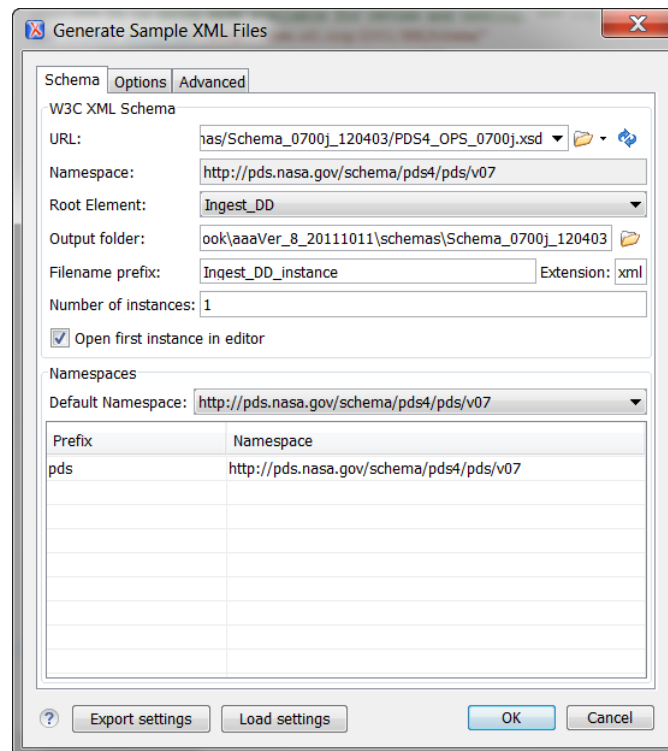 Generate Sample XML Files
Schema Options Advanced
W3C XML Schema
URL: nas/Schema_0700j_120403/PDS4_OPS_0700j.xsd
Namespace: http://pds.nasa.gov/schema/pds4/pds/v07
Root Element: Ingest_DD
Output folder: ook\aaaVer_8_20111011\schemas\Schema_0700j_120403
Filename prefix: Ingest_DD_instance Extension: xml
Number of instances: 1
Open first instance in editor
Namespaces
Default Namespace: http://pds.nasa.gov/schema/pds4/pds/v07
Prefix Namespace
pds http://pds.nasa.gov/schema/pds4/pds/v07
? Export settings Load settings OK Cancel